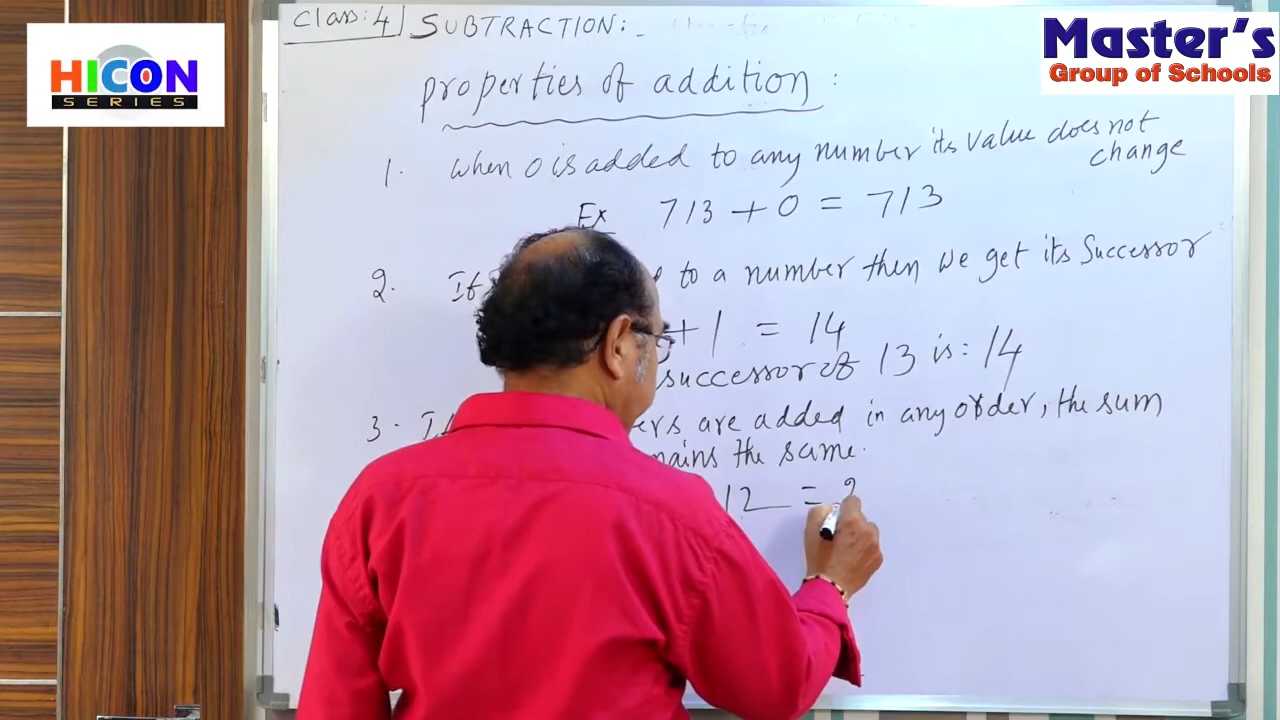 HICON
SERIES
Master's
Group of Schools
Class: 4 SUBTRACTION:-
properties of addition :
1. when 0 is added to any number its value does not
change
Ex 713 + 0 = 713
2. If to a number then we get its successor
+ 1 = 14
successor of 13 is: 14
3. are added in any order, the sum
the same.
12 =